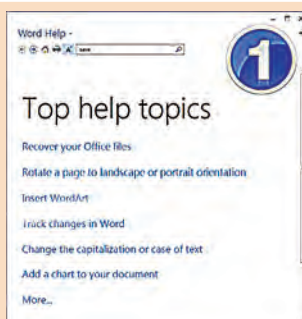 Word Help -
save
1
Top help topics
Recover your Office files
Rotate a page to landscape or portrait orientation
Insert WordArt
Track changes in Word
Change the capitalization or case of text
Add a chart to your document
More...